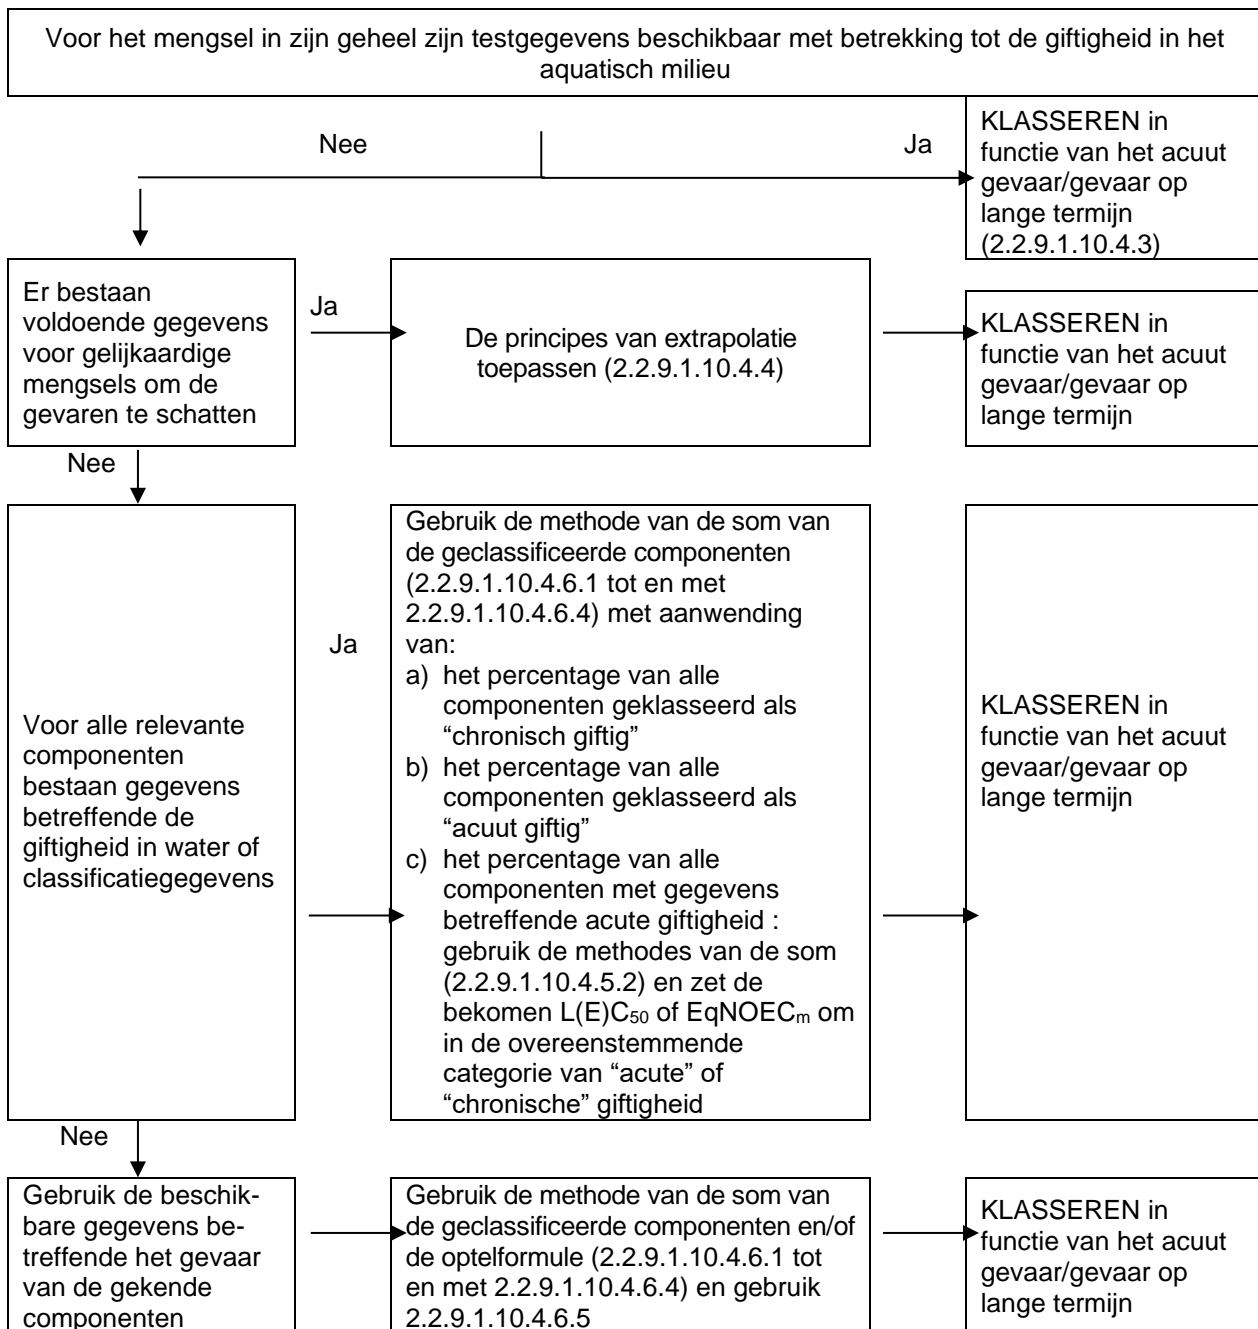 Voor het mengsel in zijn geheel zijn testgegevens beschikbaar met betrekking tot de giftigheid in het
aquatisch milieu
Nee
Ja
KLASSEREN in
functie van het acuut
gevaar/gevaar op
lange termijn
(2.2.9.1.10.4.3)
Er bestaan
voldoende gegevens
voor gelijkaardige
mengsels om de
gevaren te schatten
Ja
De principes van extrapolatie
toepassen (2.2.9.1.10.4.4)
KLASSEREN in
functie van het acuut
gevaar/gevaar op
lange termijn
Nee
Voor alle relevante
componenten
bestaan gegevens
betreffende de
giftigheid in water of
classificatiegegevens
Ja
Gebruik de methode van de som van
de geclassificeerde componenten
(2.2.9.1.10.4.6.1 tot en met
2.2.9.1.10.4.6.4) met aanwending
van:
a) het percentage van alle
componenten geklasseerd als
“chronisch giftig”
b) het percentage van alle
componenten geklasseerd als
“acuut giftig”
c) het percentage van alle
componenten met gegevens
betreffende acute giftigheid :
gebruik de methodes van de som
(2.2.9.1.10.4.5.2) en zet de
bekomen L(E)C₅₀ of EqNOECₘ om
in de overeenstemmende
categorie van “acute” of
“chronische” giftigheid
KLASSEREN in
functie van het acuut
gevaar/gevaar op
lange termijn
Nee
Gebruik de beschik-
bare gegevens be-
treffende het gevaar
van de gekende
componenten
Gebruik de methode van de som van
de geclassificeerde componenten en/of
de optelformule (2.2.9.1.10.4.6.1 tot
en met 2.2.9.1.10.4.6.4) en gebruik
2.2.9.1.10.4.6.5
KLASSEREN in
functie van het acuut
gevaar/gevaar op
lange termijn